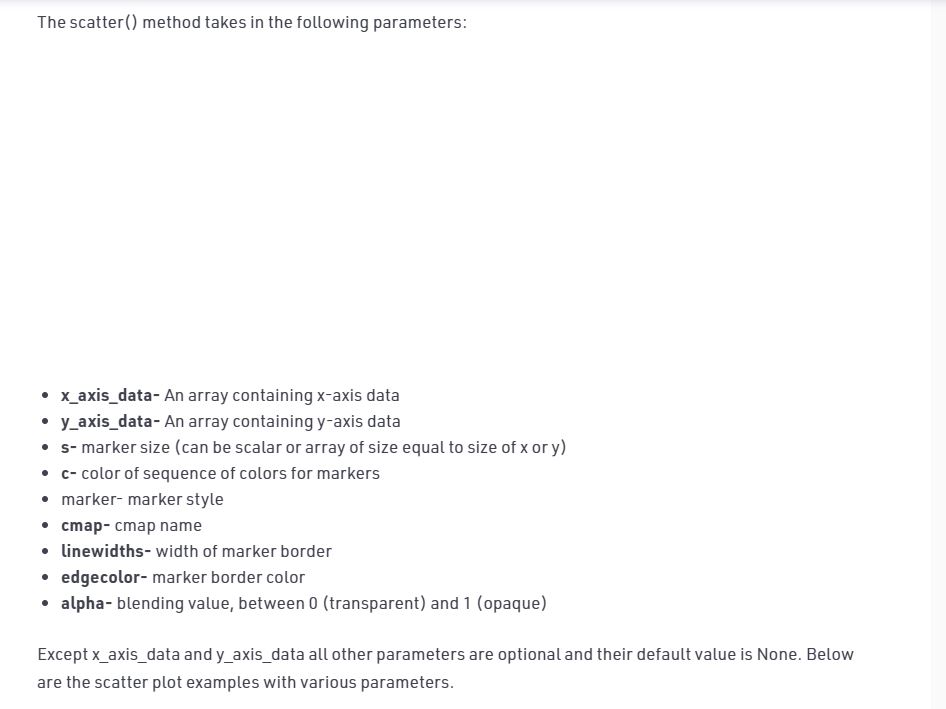 The scatter() method takes in the following parameters:
• x_axis_data- An array containing x-axis data
• y_axis_data- An array containing y-axis data
• s- marker size (can be scalar or array of size equal to size of x or y)
• c- color of sequence of colors for markers
• marker- marker style
• cmap- cmap name
• linewidths- width of marker border
• edgecolor- marker border color
• alpha- blending value, between 0 (transparent) and 1 (opaque)
Except x_axis_data and y_axis_data all other parameters are optional and their default value is None. Below
are the scatter plot examples with various parameters.